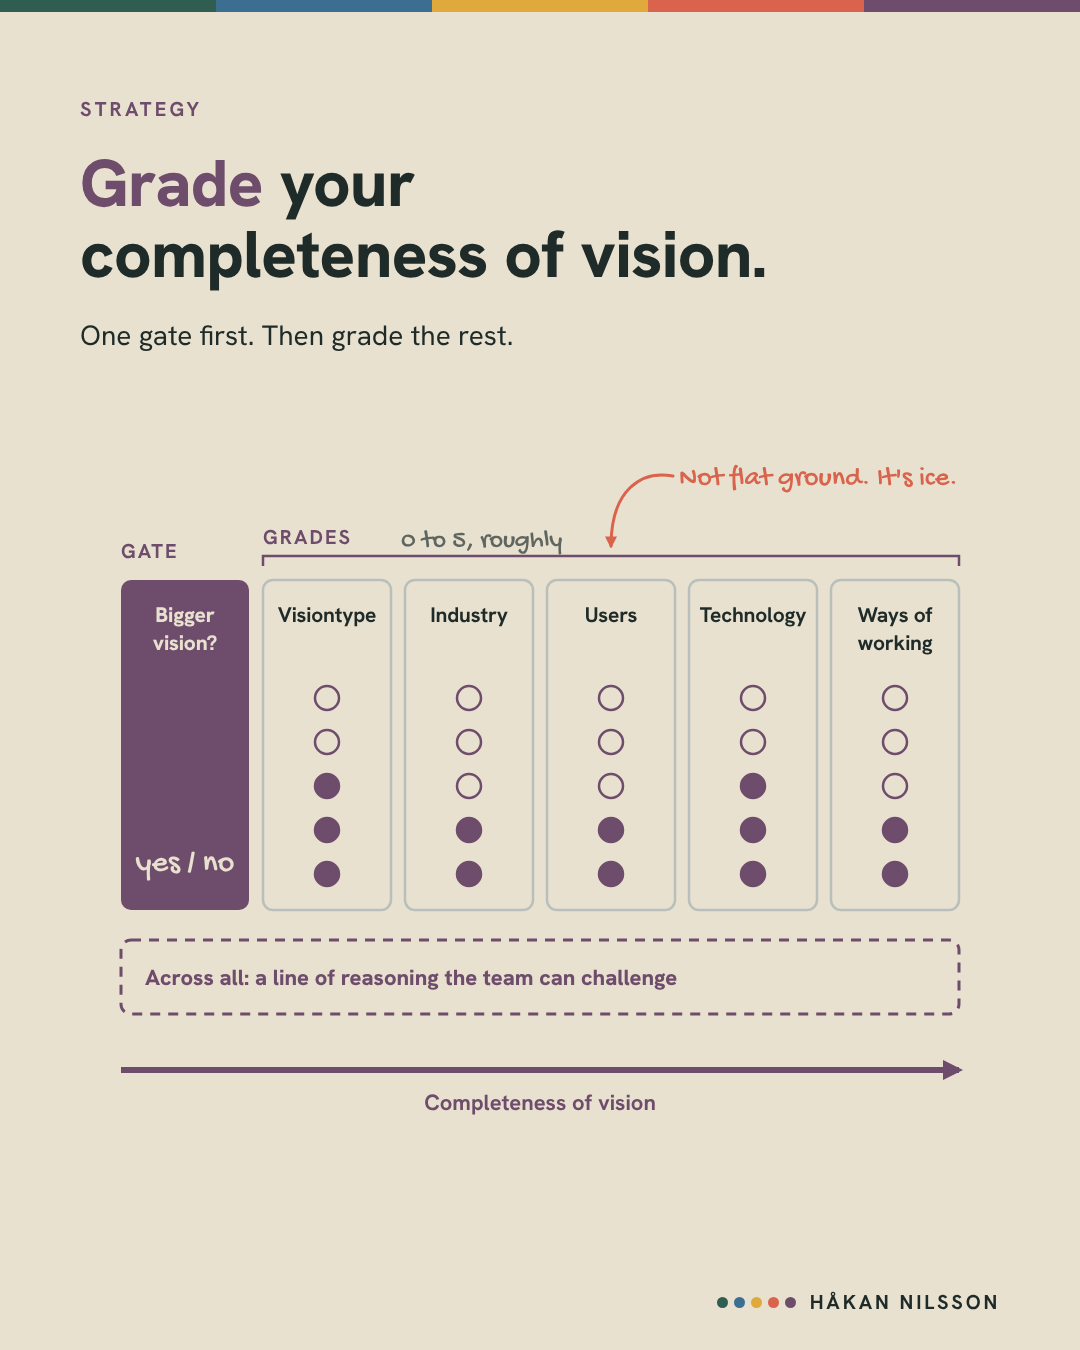 STRATEGY
Grade your
completeness of vision.
One gate first. Then grade the rest.
Not flat ground. It's ice.
GATE
GRADES
0 to 5, roughly
Bigger
vision?
yes / no
Visiontype
Industry
Users
Technology
Ways of
working
Across all: a line of reasoning the team can challenge
Completeness of vision
HÅKAN NILSSON